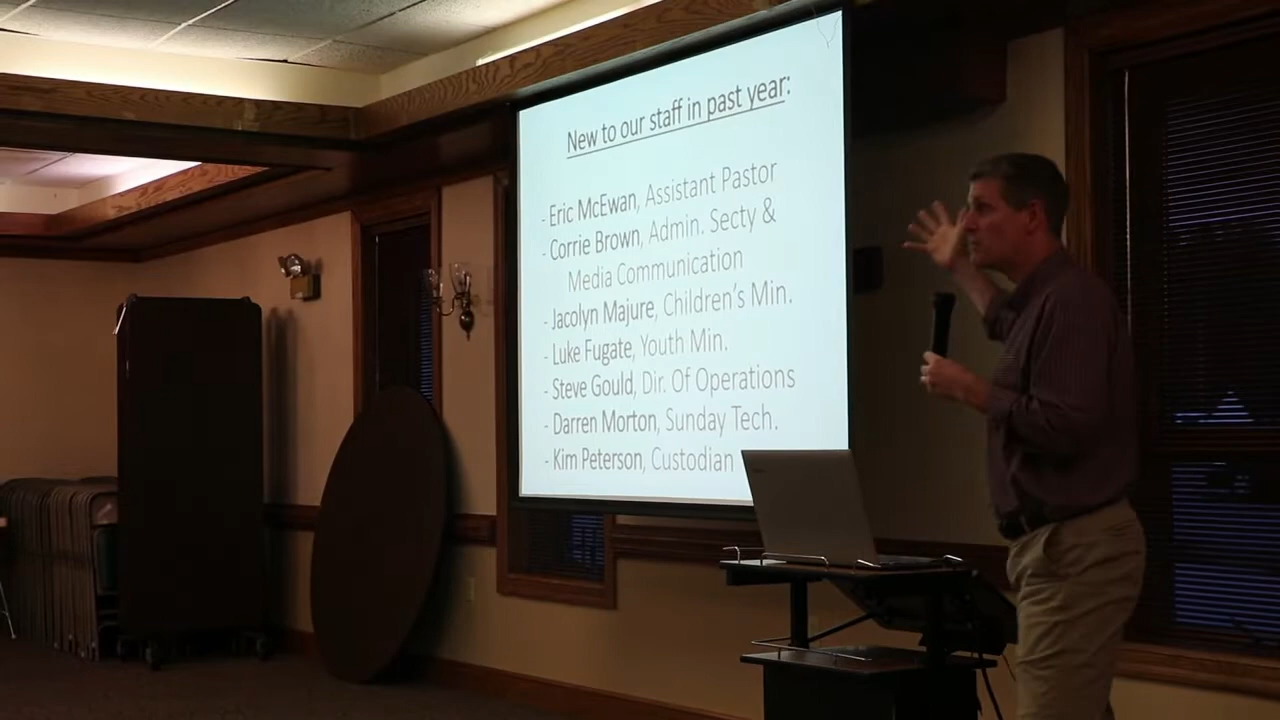 New to our staff in past year:
- Eric McEwan, Assistant Pastor
- Corrie Brown, Admin. Secty &
Media Communication
- Jacolyn Majure, Children's Min.
- Luke Fugate, Youth Min.
- Steve Gould, Dir. Of Operations
- Darren Morton, Sunday Tech.
- Kim Peterson, Custodian